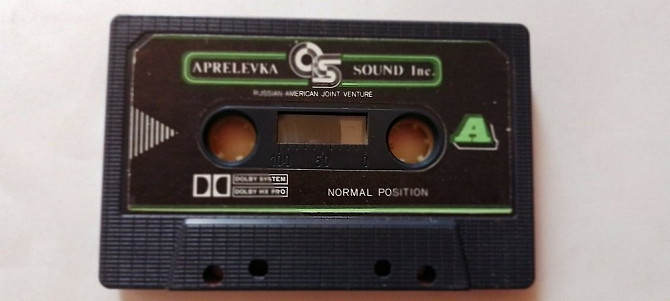 APRELEVKA SOUND Inc.
RUSSIAN-AMERICAN JOINT VENTURE
A
100 50 0
DOLBY SYSTEM
DOLBY HX PRO
NORMAL POSITION